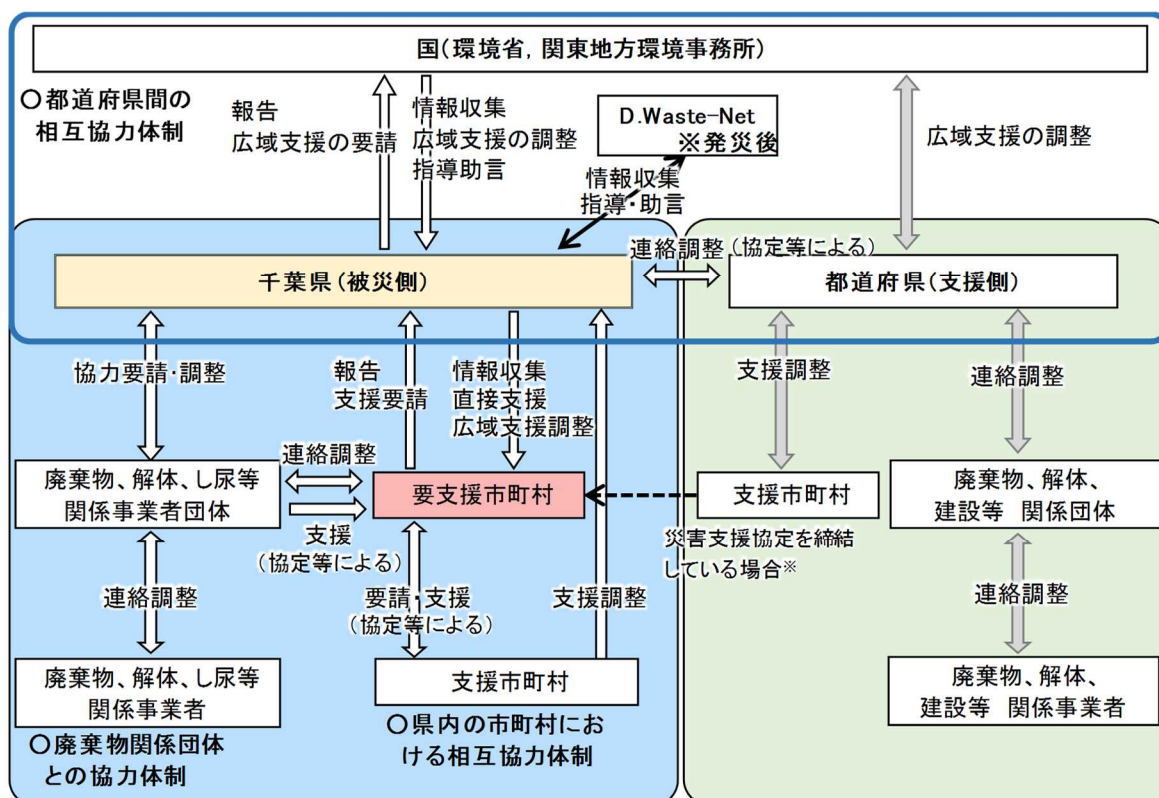 国(環境省，関東地方環境事務所)
〇都道府県間の
相互協力体制
報告
広域支援の要請
情報収集
広域支援の調整
指導助言
D.Waste-Net
※発災後
情報収集
指導・助言
広域支援の調整
連絡調整（協定等による）
千葉県(被災側)
都道府県(支援側)
協力要請・調整
報告
支援要請
情報収集
直接支援
広域支援調整
支援調整
連絡調整
連絡調整
廃棄物、解体、し尿等
関係事業者団体
要支援市町村
支援市町村
廃棄物、解体、
建設等　関係団体
支援
（協定等による）
災害支援協定を締結
している場合※
連絡調整
要請・支援
（協定等による）
支援調整
連絡調整
廃棄物、解体、し尿等
関係事業者
支援市町村
廃棄物、解体、
建設等　関係事業者
〇廃棄物関係団体
との協力体制
〇県内の市町村にお
ける相互協力体制